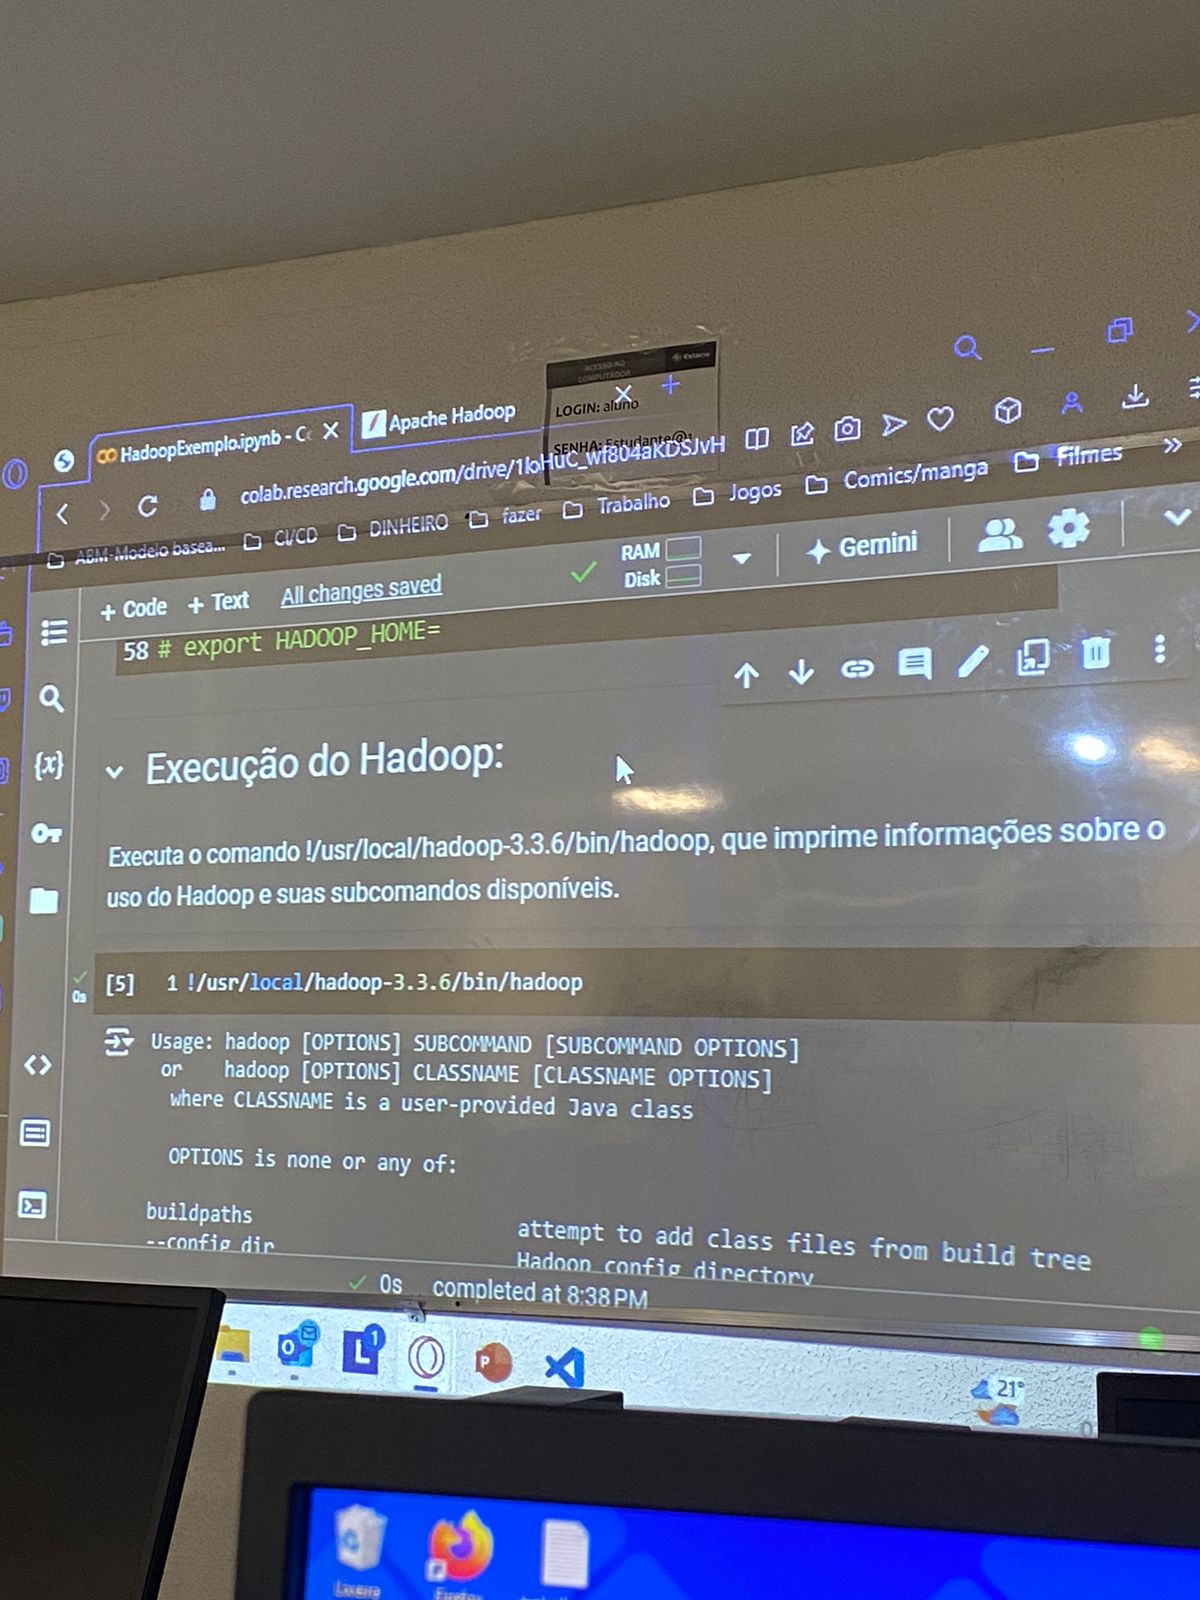 ACESSO AO
COMPUTADOR
Estácio
LOGIN: aluno
SENHA: Estudante@1
HadoopExemplo.ipynb - C
Apache Hadoop
colab.research.google.com/drive/
ABM-Modelo basea...
CI/CD
DINHEIRO
fazer
Trabalho
Jogos
Comics/manga
Filmes
+ Code + Text All changes saved
RAM
Disk
Gemini
58 # export HADOOP_HOME=
Execução do Hadoop:
Executa o comando !/usr/local/hadoop-3.3.6/bin/hadoop, que imprime informações sobre o
uso do Hadoop e suas subcomandos disponíveis.
0s
[5] 1 !/usr/local/hadoop-3.3.6/bin/hadoop
Usage: hadoop [OPTIONS] SUBCOMMAND [SUBCOMMAND OPTIONS]
or hadoop [OPTIONS] CLASSNAME [CLASSNAME OPTIONS]
where CLASSNAME is a user-provided Java class
OPTIONS is none or any of:
buildpaths attempt to add class files from build tree
--config dir Hadoop config directory
0s completed at 8:38 PM
21°
Lixeira
Firefox